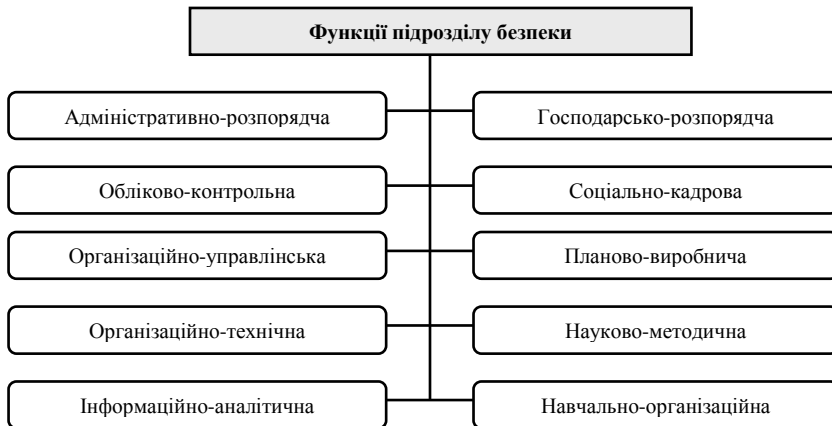 Функції підрозділу безпеки
Адміністративно-розпорядча
Господарсько-розпорядча
Обліково-контрольна
Соціально-кадрова
Організаційно-управлінська
Планово-виробнича
Організаційно-технічна
Науково-методична
Інформаційно-аналітична
Навчально-організаційна